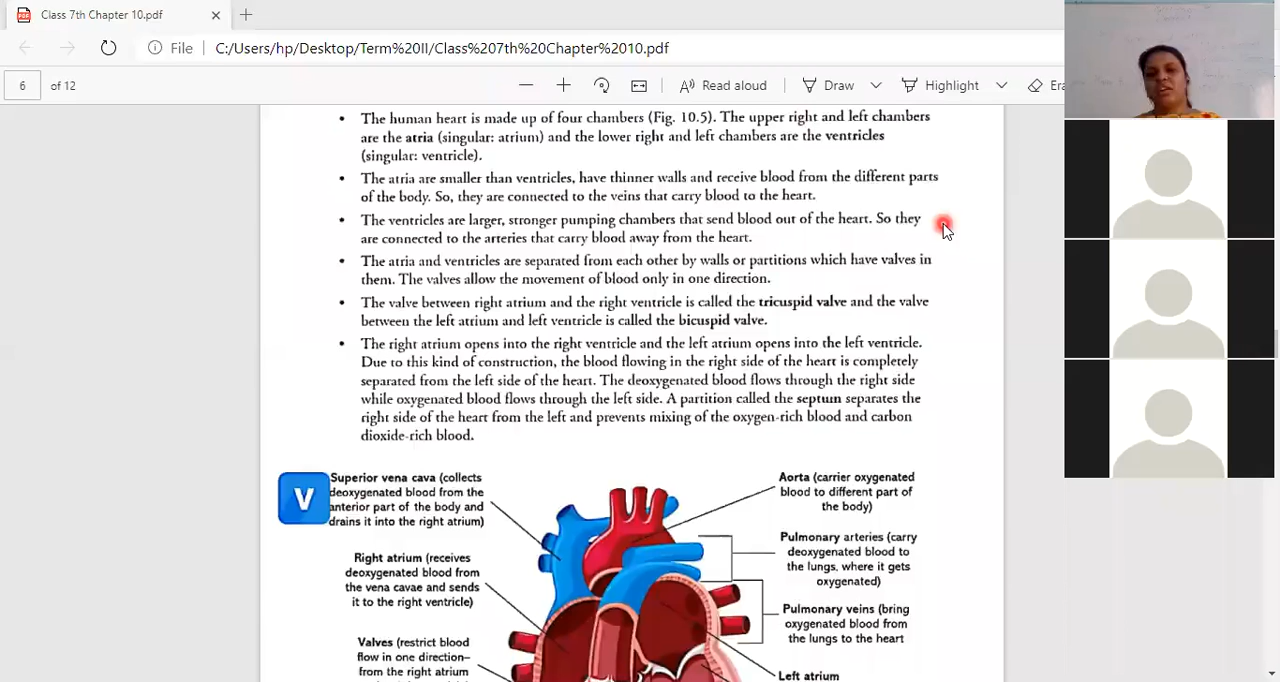 Class 7th Chapter 10.pdf
File
C:/Users/hp/Desktop/Term%20II/Class%207th%20Chapter%2010.pdf
6 of 12
Read aloud
Draw
Highlight
The human heart is made up of four chambers (Fig. 10.5). The upper right and left chambers
are the atria (singular: atrium) and the lower right and left chambers are the ventricles
(singular: ventricle).
The atria are smaller than ventricles, have thinner walls and receive blood from the different parts
of the body. So, they are connected to the veins that carry blood to the heart.
The ventricles are larger, stronger pumping chambers that send blood out of the heart. So they
are connected to the arteries that carry blood away from the heart.
The atria and ventricles are separated from each other by walls or partitions which have valves in
them. The valves allow the movement of blood only in one direction.
The valve between right atrium and the right ventricle is called the tricuspid valve and the valve
between the left atrium and left ventricle is called the bicuspid valve.
The right atrium opens into the right ventricle and the left atrium opens into the left ventricle.
Due to this kind of construction, the blood flowing in the right side of the heart is completely
separated from the left side of the heart. The deoxygenated blood flows through the right side
while oxygenated blood flows through the left side. A partition called the septum separates the
right side of the heart from the left and prevents mixing of the oxygen-rich blood and carbon
dioxide-rich blood.
V
Superior vena cava (collects
deoxygenated blood from the
anterior part of the body and
drains it into the right atrium)
Right atrium (receives
deoxygenated blood from
the vena cavae and sends
it to the right ventricle)
Valves (restrict blood
flow in one direction–
from the right atrium
Aorta (carrier oxygenated
blood to different part of
the body)
Pulmonary arteries (carry
deoxygenated blood to
the lungs, where it gets
oxygenated)
Pulmonary veins (bring
oxygenated blood from
the lungs to the heart
Left atrium